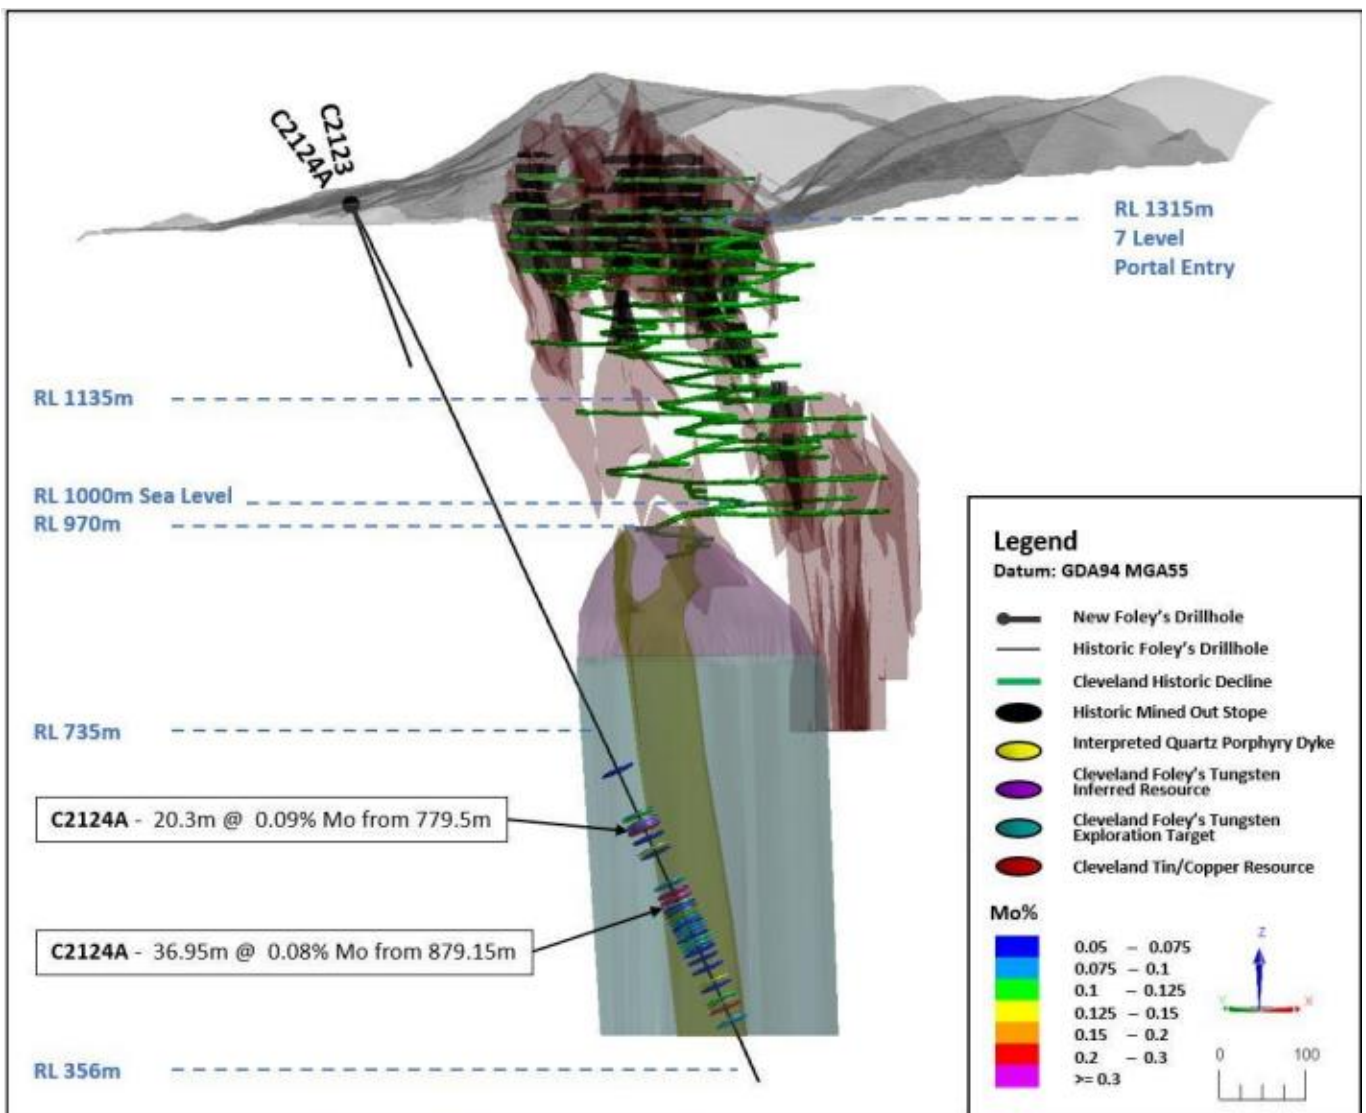 C2123
C2124A
RL 1315m
7 Level
Portal Entry
RL 1135m
RL 1000m Sea Level
RL 970m
RL 735m
C2124A - 20.3m @ 0.09% Mo from 779.5m
C2124A - 36.95m @ 0.08% Mo from 879.15m
RL 356m
Legend
Datum: GDA94 MGA55
New Foley's Drillhole
Historic Foley's Drillhole
Cleveland Historic Decline
Historic Mined Out Stope
Interpreted Quartz Porphyry Dyke
Cleveland Foley's Tungsten
Inferred Resource
Cleveland Foley's Tungsten
Exploration Target
Cleveland Tin/Copper Resource
Mo%
0.05 – 0.075
0.075 – 0.1
0.1 – 0.125
0.125 – 0.15
0.15 – 0.2
0.2 – 0.3
>= 0.3
Z
Y
X
0 100